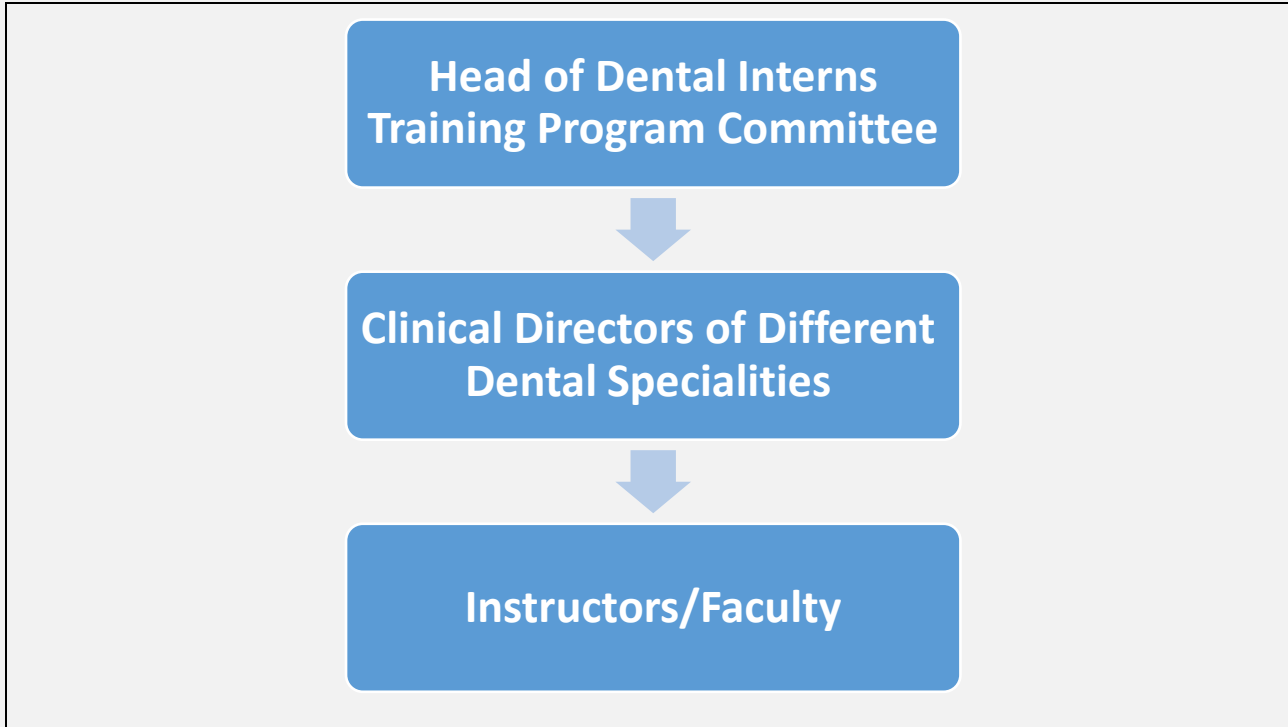 Head of Dental Interns
Training Program Committee
Clinical Directors of Different
Dental Specialities
Instructors/Faculty